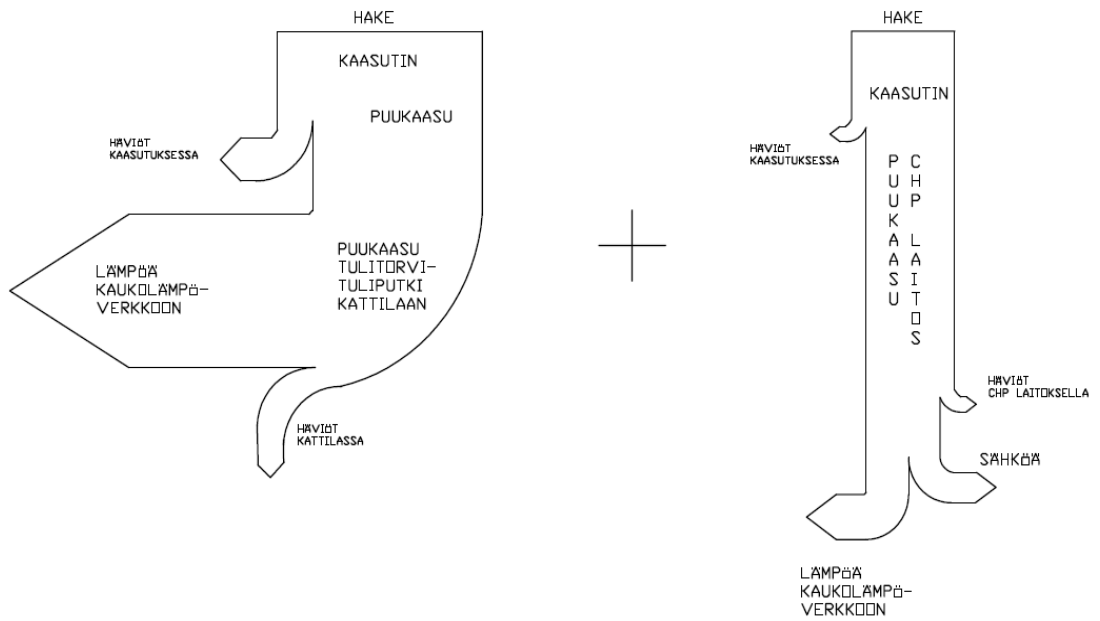 HAKE
KAASUTIN
PUUKAASU
HÄVIÖT
KAASUTUKSESSA
LÄMPÖÄ
KAUKOLÄMPÖ-
VERKKOON
PUUKAASU
TULITORVI-
TULIPUTKI
KATTILAAN
HÄVIÖT
KATTILASSA
HAKE
KAASUTIN
HÄVIÖT
KAASUTUKSESSA
PUUKAASU
CHP LAITOS
HÄVIÖT
CHP LAITOKSELLA
SÄHKÖÄ
LÄMPÖÄ
KAUKOLÄMPÖ-
VERKKOON